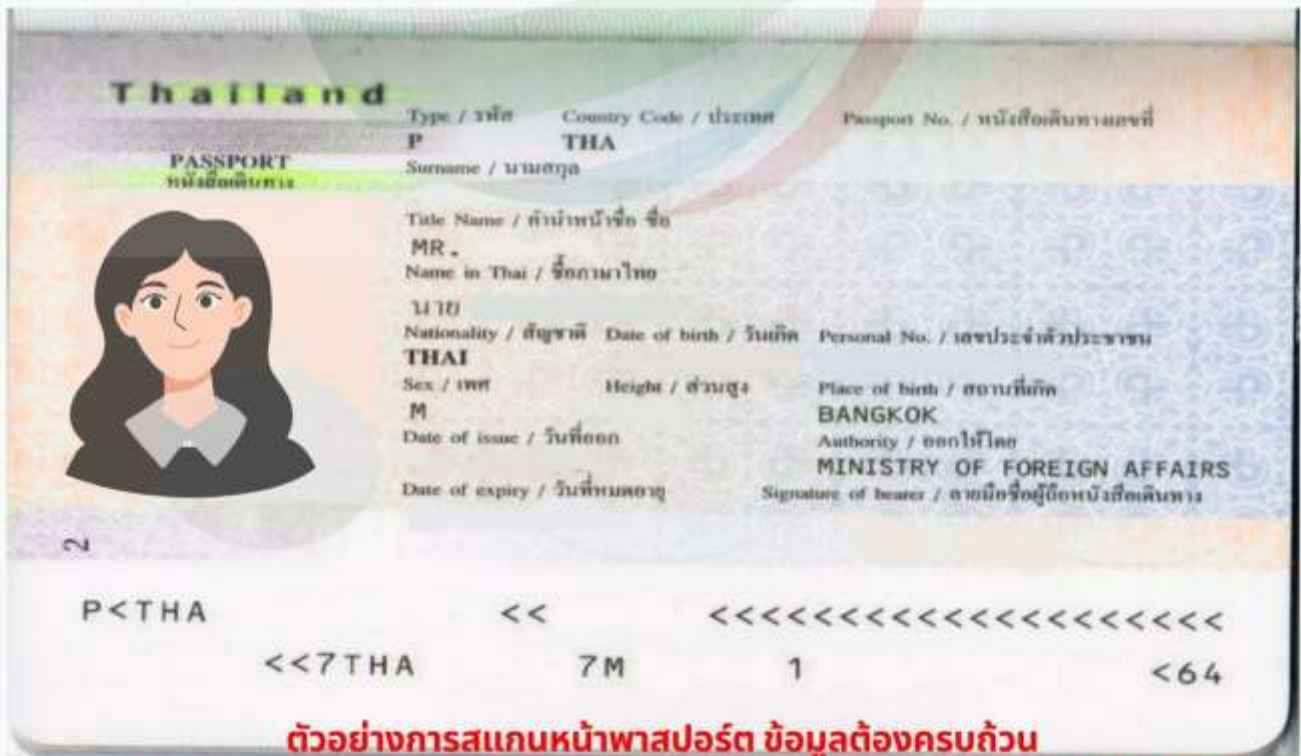 Thailand
Type / รหัส Country Code / ประเทศ Passport No. / หนังสือเดินทางเลขที่
P THA
PASSPORT
หนังสือเดินทาง
Surname / นามสกุล
Title Name / คำนำหน้าชื่อ ชื่อ
MR.
Name in Thai / ชื่อภาษาไทย
นาย
Nationality / สัญชาติ Date of birth / วันเกิด Personal No. / เลขประจำตัวประชาชน
THAI
Sex / เพศ Height / ส่วนสูง Place of birth / สถานที่เกิด
M BANGKOK
Date of issue / วันที่ออก Authority / ออกให้โดย
MINISTRY OF FOREIGN AFFAIRS
Date of expiry / วันที่หมดอายุ Signature of bearer / ลายมือชื่อผู้ถือหนังสือเดินทาง
2
P<THA << <<<<<<<<<<<<<<<<<<<<<
<<7THA 7M 1 <64
ตัวอย่างการสแกนหน้าพาสปอร์ต ข้อมูลต้องครบถ้วน